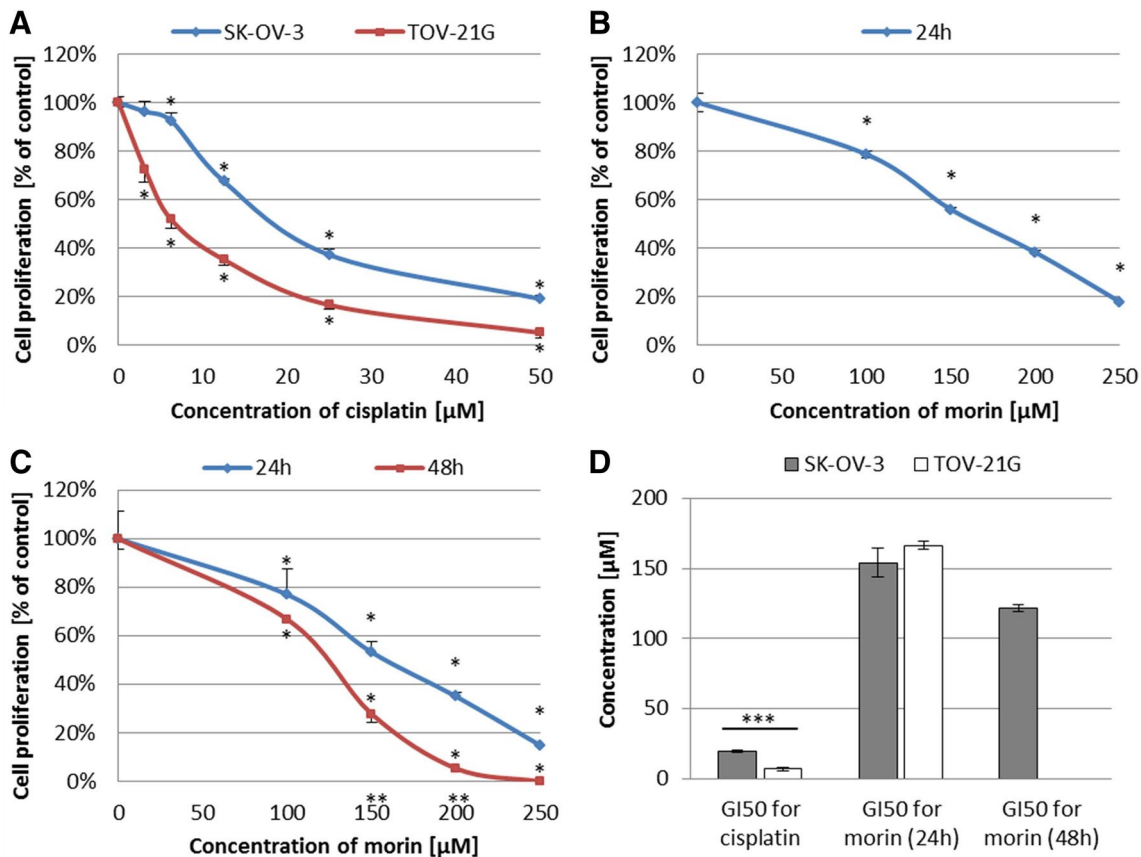 A
SK-OV-3 TOV-21G
Cell proliferation [% of control]
120%
100%
80%
60%
40%
20%
0%
* * * * *
* * * * *
0 10 20 30 40 50
Concentration of cisplatin [µM]
B
24h
Cell proliferation [% of control]
120%
100%
80%
60%
40%
20%
0%
* * * *
0 50 100 150 200 250
Concentration of morin [µM]
C
24h 48h
Cell proliferation [% of control]
120%
100%
80%
60%
40%
20%
0%
* * * *
* * * *
** **
0 50 100 150 200 250
Concentration of morin [µM]
D
SK-OV-3 TOV-21G
Concentration [µM]
200
150
100
50
0
***
GI50 for
cisplatin
GI50 for
morin (24h)
GI50 for
morin (48h)